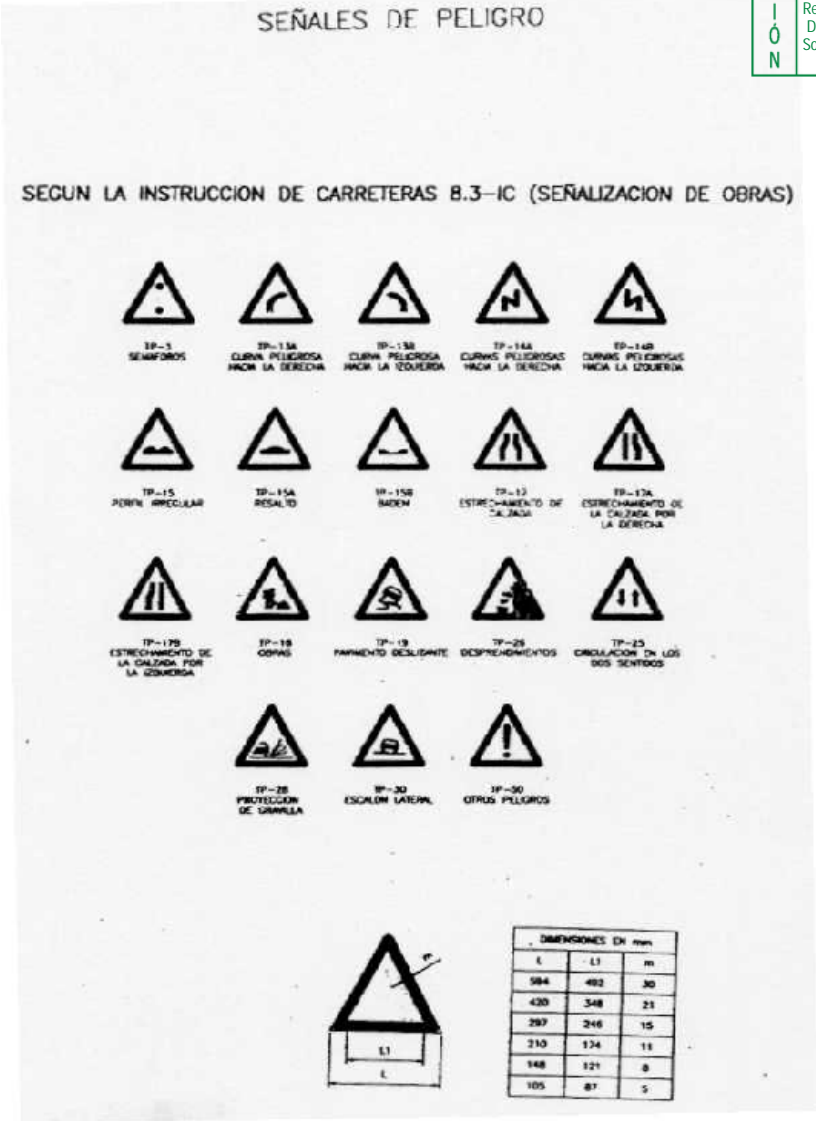 SEÑALES DE PELIGRO
I
Ó
N
Re
D
So
SEGUN LA INSTRUCCION DE CARRETERAS 8.3-IC (SEÑALIZACION DE OBRAS)
TP-3
SEMAFOROS
TP-13A
CURVA PELIGROSA
HACIA LA DERECHA
TP-13B
CURVA PELIGROSA
HACIA LA IZQUIERDA
TP-14A
CURVAS PELIGROSAS
HACIA LA DERECHA
TP-14B
CURVAS PELIGROSAS
HACIA LA IZQUIERDA
TP-15
PERFIL IRREGULAR
TP-15A
RESALTO
TP-15B
BADEN
TP-17
ESTRECHAMIENTO DE
CALZADA
TP-17A
ESTRECHAMIENTO DE
LA CALZADA POR
LA DERECHA
TP-17B
ESTRECHAMIENTO DE
LA CALZADA POR
LA IZQUIERDA
TP-18
OBRAS
TP-19
PAVIMENTO DESLIZANTE
TP-26
DESPRENDIMIENTOS
TP-25
CIRCULACION EN LOS
DOS SENTIDOS
TP-28
PROYECCION
DE GRAVILLA
TP-30
ESCALON LATERAL
TP-50
OTROS PELIGROS
m
L1
L
DIMENSIONES EN mm
L L1 m
594 492 30
420 348 21
297 246 15
210 174 11
148 121 8
105 87 5